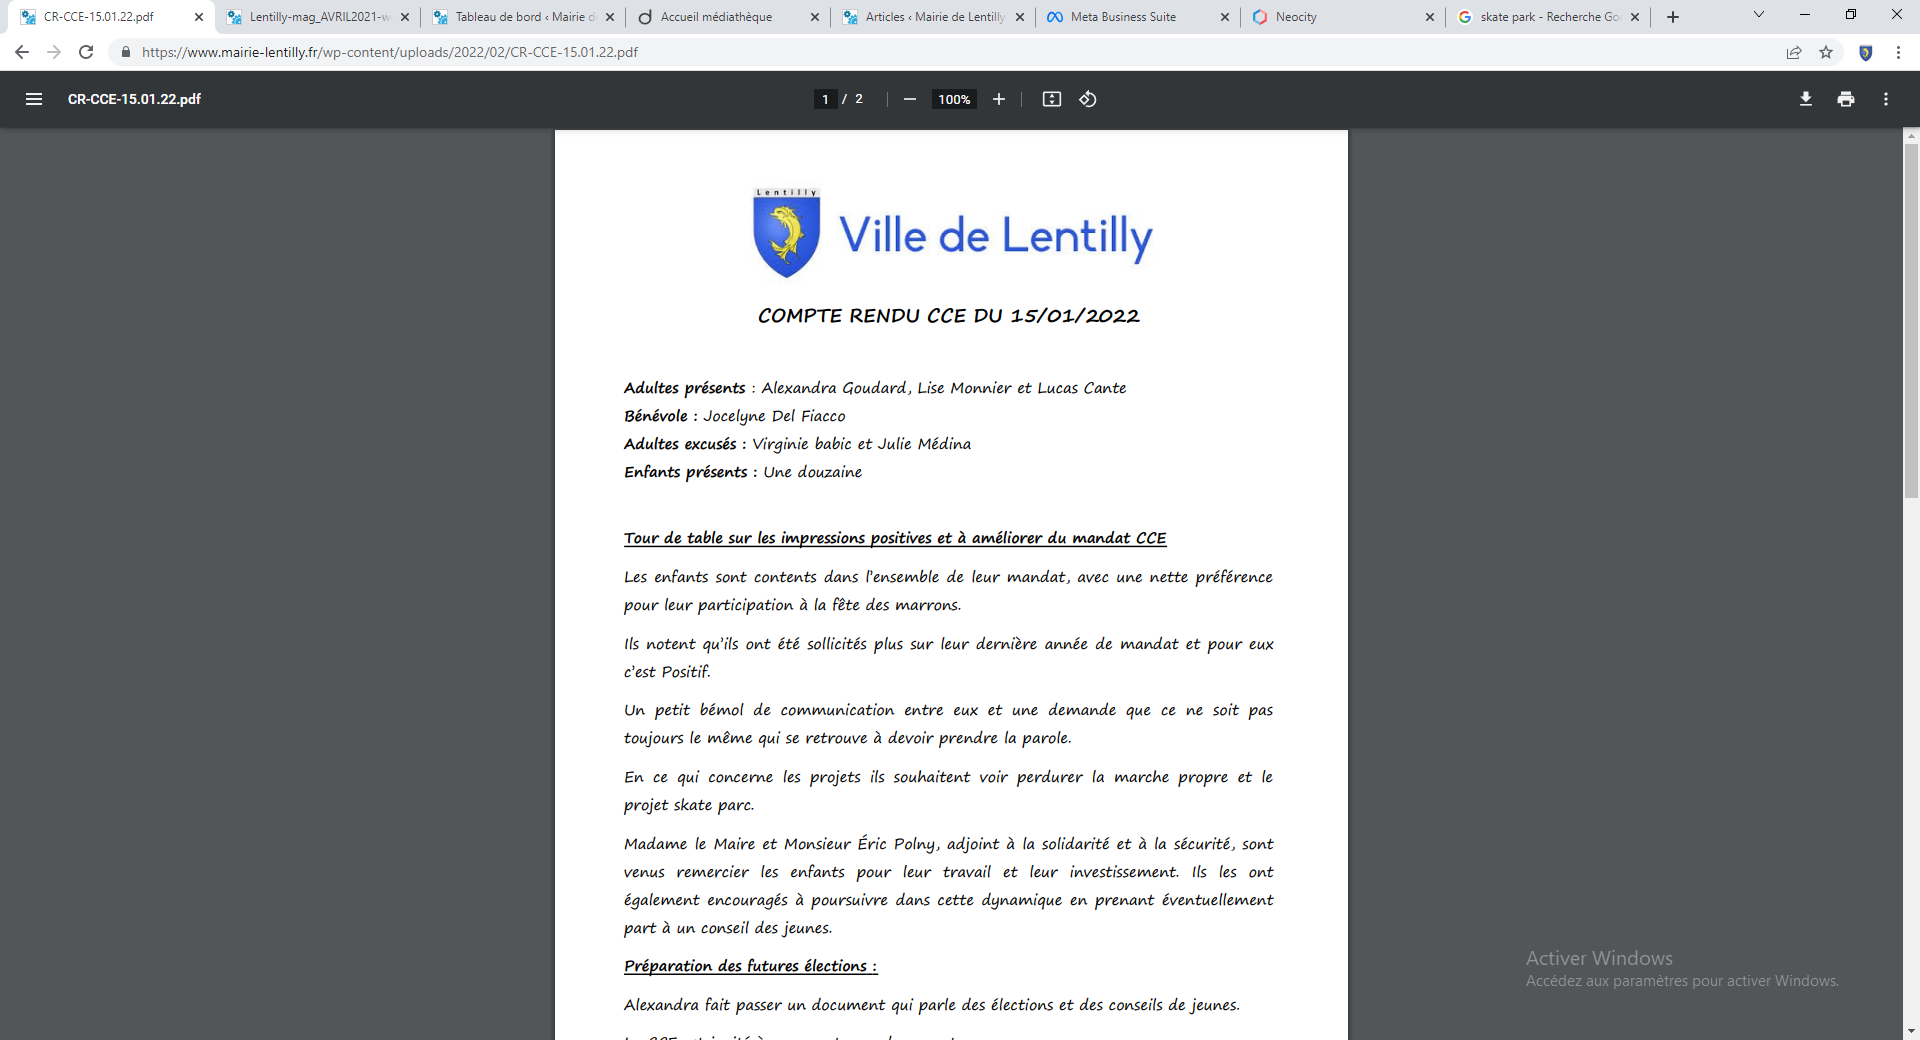 CR-CCE-15.01.22.pdf
Lentilly-mag_AVRIL2021-w
Tableau de bord ‹ Mairie d
Accueil médiathèque
Articles ‹ Mairie de Lentilly
Meta Business Suite
Neocity
skate park - Recherche Go
https://www.mairie-lentilly.fr/wp-content/uploads/2022/02/CR-CCE-15.01.22.pdf
CR-CCE-15.01.22.pdf
1 / 2
100%
Lentilly
Ville de Lentilly
COMPTE RENDU CCE DU 15/01/2022
Adultes présents : Alexandra Goudard, Lise Monnier et Lucas Cante
Bénévole : Jocelyne Del Fiacco
Adultes excusés : Virginie babic et Julie Médina
Enfants présents : Une douzaine
Tour de table sur les impressions positives et à améliorer du mandat CCE
Les enfants sont contents dans l'ensemble de leur mandat, avec une nette préférence
pour leur participation à la fête des marrons.
Ils notent qu'ils ont été sollicités plus sur leur dernière année de mandat et pour eux
c'est Positif.
Un petit bémol de communication entre eux et une demande que ce ne soit pas
toujours le même qui se retrouve à devoir prendre la parole.
En ce qui concerne les projets ils souhaitent voir perdurer la marche propre et le
projet skate parc.
Madame le Maire et Monsieur Éric Polny, adjoint à la solidarité et à la sécurité, sont
venus remercier les enfants pour leur travail et leur investissement. Ils les ont
également encouragés à poursuivre dans cette dynamique en prenant éventuellement
part à un conseil des jeunes.
Préparation des futures élections :
Alexandra fait passer un document qui parle des élections et des conseils de jeunes.
Activer Windows
Accédez aux paramètres pour activer Windows.